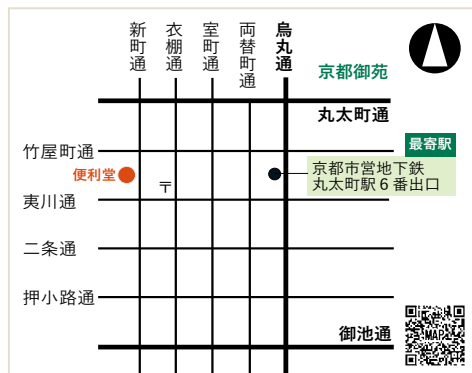 新町通
衣棚通
室町通
両替町通
烏丸通
京都御苑
丸太町通
竹屋町通
最寄駅
便利堂
〒
京都市営地下鉄
丸太町駅6番出口
夷川通
二条通
押小路通
御池通
MAP